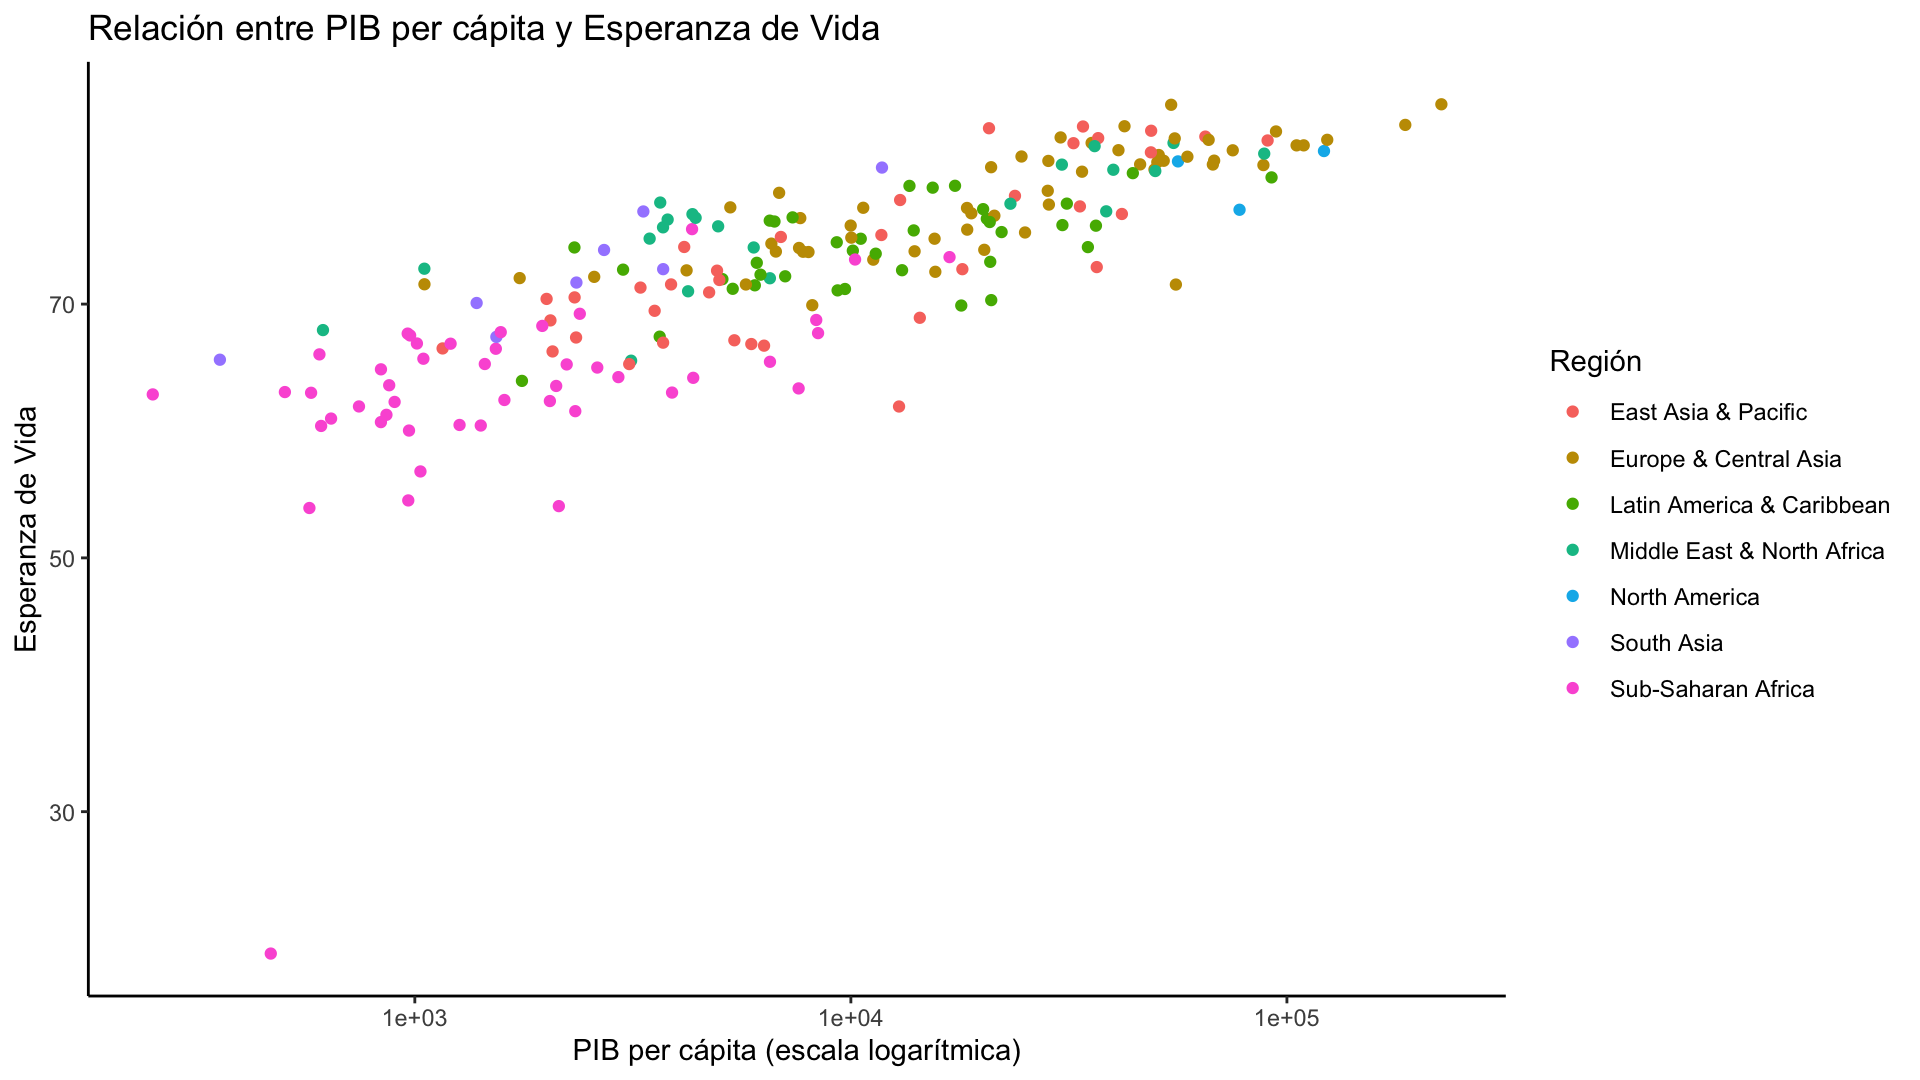 Relación entre PIB per cápita y Esperanza de Vida
Esperanza de Vida
70
50
30
1e+03
1e+04
1e+05
PIB per cápita (escala logarítmica)
Región
East Asia & Pacific
Europe & Central Asia
Latin America & Caribbean
Middle East & North Africa
North America
South Asia
Sub-Saharan Africa